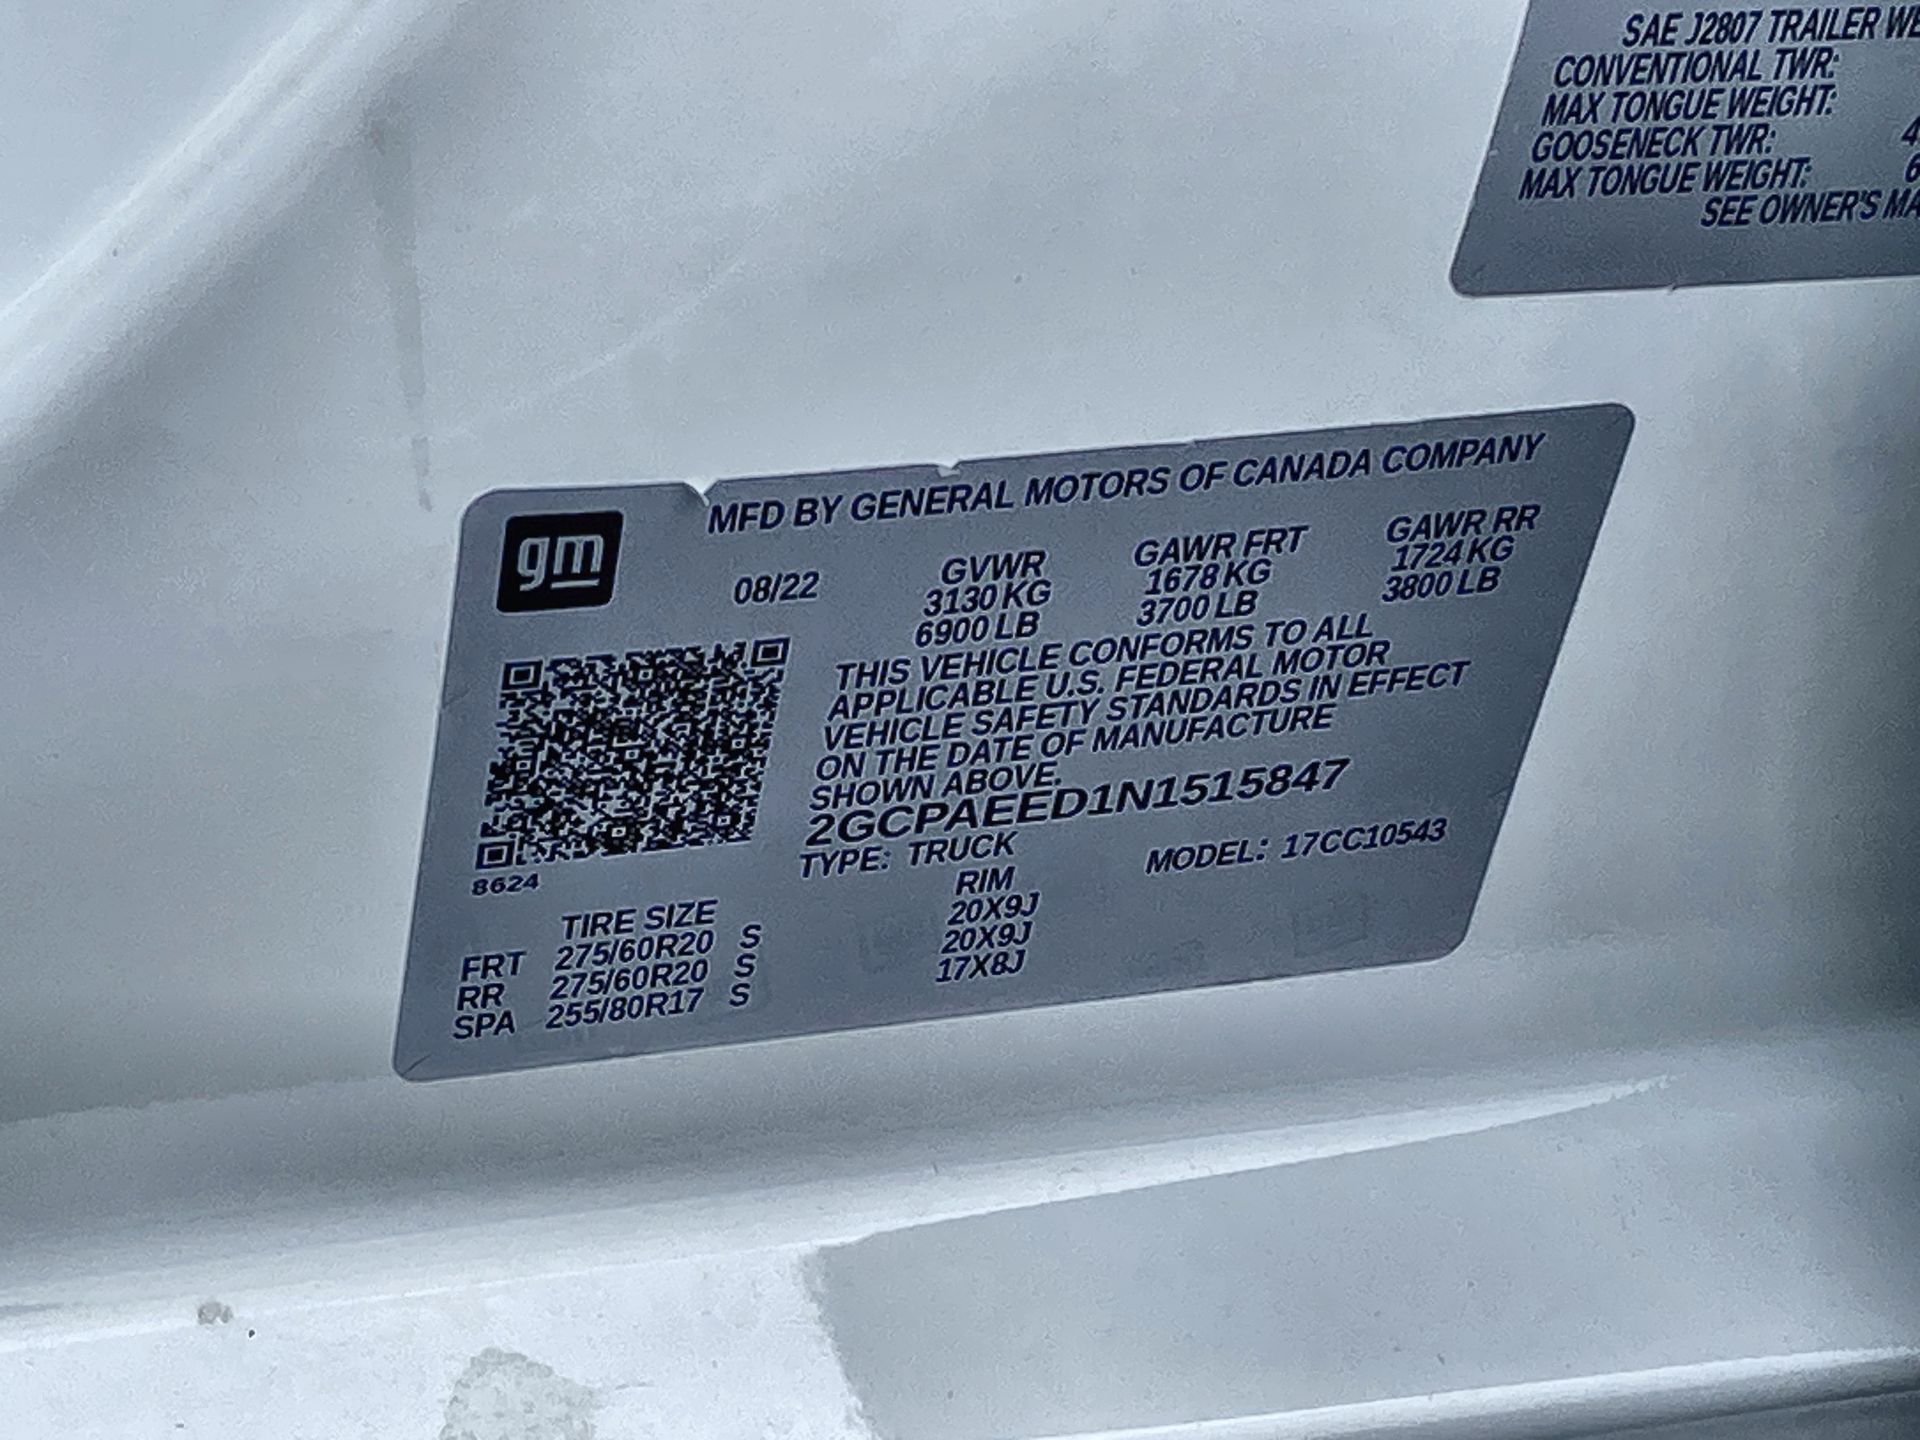 SAE J2807 TRAILER
CONVENTIONAL TWR:
MAX TONGUE WEIGHT:
GOOSENECK TWR: 4
MAX TONGUE WEIGHT: 6
SEE OWNER'S
gm
MFD BY GENERAL MOTORS OF CANADA COMPANY
08/22 GVWR GAWR FRT GAWR RR
3130 KG 1678 KG 1724 KG
6900 LB 3700 LB 3800 LB
THIS VEHICLE CONFORMS TO ALL
APPLICABLE U.S. FEDERAL MOTOR
VEHICLE SAFETY STANDARDS IN EFFECT
ON THE DATE OF MANUFACTURE
SHOWN ABOVE.
2GCPAEED1N1515847
TYPE: TRUCK MODEL: 17CC10543
8624
TIRE SIZE RIM
FRT 275/60R20 S 20X9J
RR 275/60R20 S 20X9J
SPA 255/80R17 S 17X8J